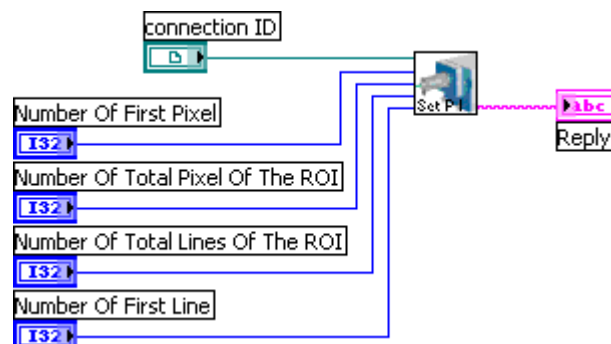 connection ID
Set P I
abc
Reply
Number Of First Pixel
I32
Number Of Total Pixel Of The ROI
I32
Number Of Total Lines Of The ROI
I32
Number Of First Line
I32